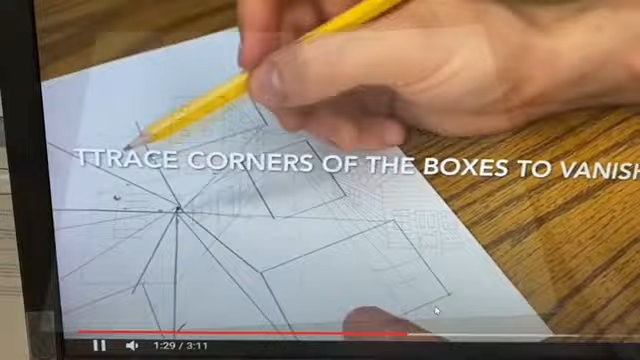 TTRACE CORNERS OF THE BOXES TO VANISH
1:29 / 3:11